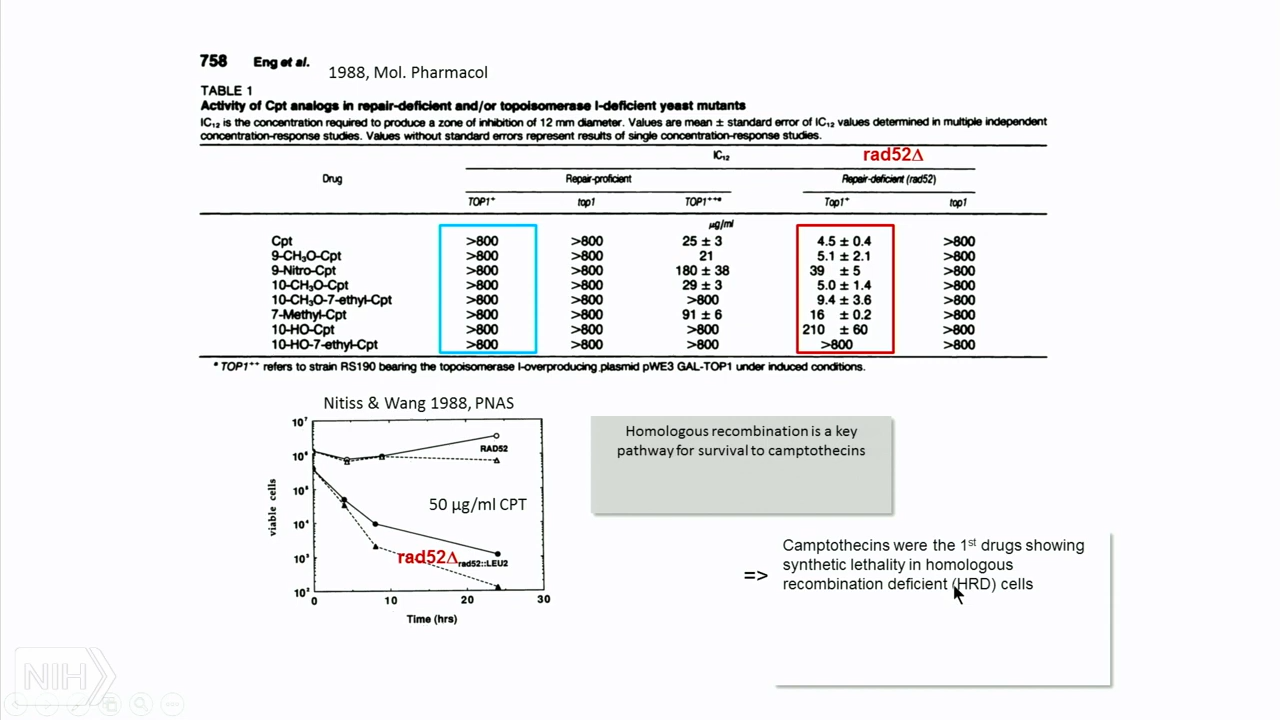 758 Eng et al. 1988, Mol. Pharmacol
TABLE 1
Activity of Cpt analogs in repair-deficient and/or topoisomerase I-deficient yeast mutants
IC₁₂ is the concentration required to produce a zone of inhibition of 12 mm diameter. Values are mean ± standard error of IC₁₂ values determined in multiple independent
concentration-response studies. Values without standard errors represent results of single concentration-response studies.
IC₁₂ rad52Δ
Drug Repair-proficient Repair-deficient (rad52)
TOP1⁺ top1 TOP1⁺⁺ᵃ Top1⁺ top1
μg/ml
Cpt >800 >800 25 ± 3 4.5 ± 0.4 >800
9-CH₃O-Cpt >800 >800 21 5.1 ± 2.1 >800
9-Nitro-Cpt >800 >800 180 ± 38 39 ± 5 >800
10-CH₃O-Cpt >800 >800 29 ± 3 5.0 ± 1.4 >800
10-CH₃O-7-ethyl-Cpt >800 >800 >800 9.4 ± 3.6 >800
7-Methyl-Cpt >800 >800 91 ± 6 16 ± 0.2 >800
10-HO-Cpt >800 >800 >800 210 ± 60 >800
10-HO-7-ethyl-Cpt >800 >800 >800 >800 >800
ᵃ TOP1⁺⁺ refers to strain RS190 bearing the topoisomerase I-overproducing plasmid pWE3 GAL-TOP1 under induced conditions.
Nitiss & Wang 1988, PNAS
10⁷
RAD52
10⁶
10⁵
50 μg/ml CPT
10⁴
viable cells
10³
rad52Δ rad52::LEU2
10²
0 10 20 30
Time (hrs)
Homologous recombination is a key
pathway for survival to camptothecins
=>
Camptothecins were the 1st drugs showing
synthetic lethality in homologous
recombination deficient (HRD) cells
NIH